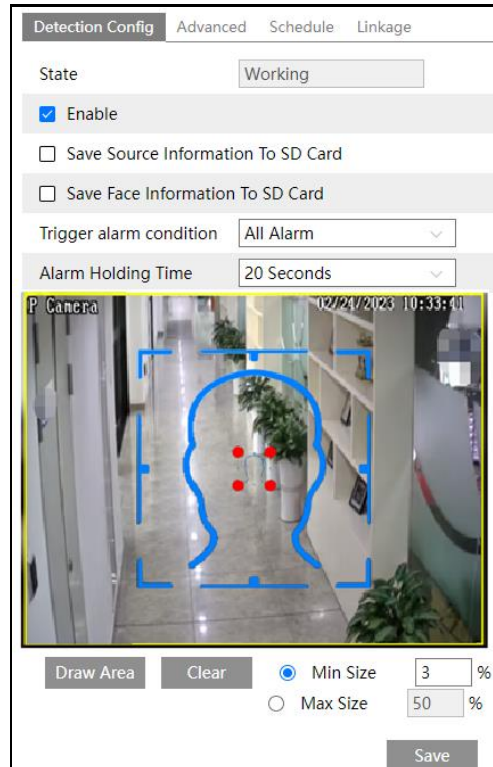 Detection Config Advanced Schedule Linkage
State Working
Enable
Save Source Information To SD Card
Save Face Information To SD Card
Trigger alarm condition All Alarm
Alarm Holding Time 20 Seconds
P Camera 02/24/2023 10:33:41
Draw Area Clear Min Size 3 %
Max Size 50 %
Save